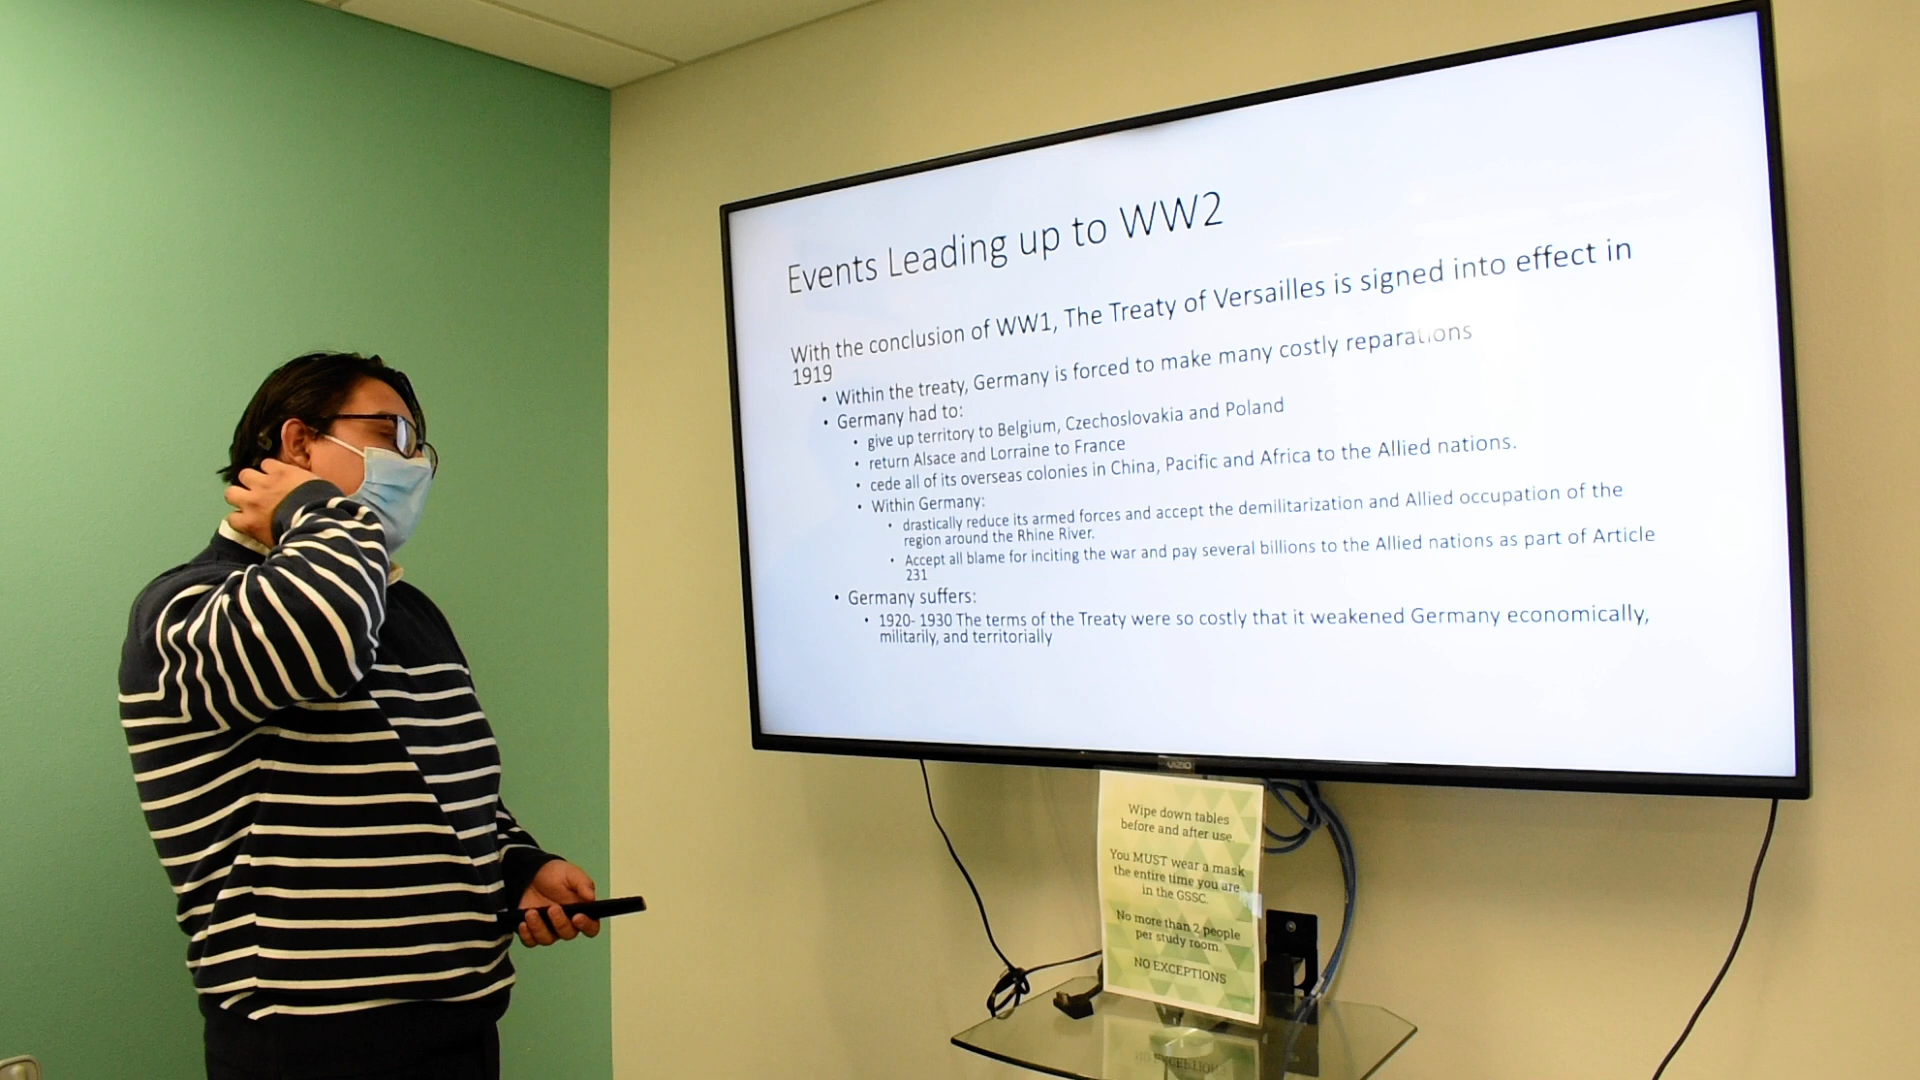 Events Leading up to WW2
With the conclusion of WW1, The Treaty of Versailles is signed into effect in
1919
• Within the treaty, Germany is forced to make many costly reparations
• Germany had to:
• give up territory to Belgium, Czechoslovakia and Poland
• return Alsace and Lorraine to France
• cede all of its overseas colonies in China, Pacific and Africa to the Allied nations.
• Within Germany:
• drastically reduce its armed forces and accept the demilitarization and Allied occupation of the
region around the Rhine River.
• Accept all blame for inciting the war and pay several billions to the Allied nations as part of Article
231
• Germany suffers:
• 1920- 1930 The terms of the Treaty were so costly that it weakened Germany economically,
militarily, and territorially
VIZIO
Wipe down tables
before and after use.
You MUST wear a mask
the entire time you are
in the GSSC.
No more than 2 people
per study room.
NO EXCEPTIONS
NO EXCEPTIONS